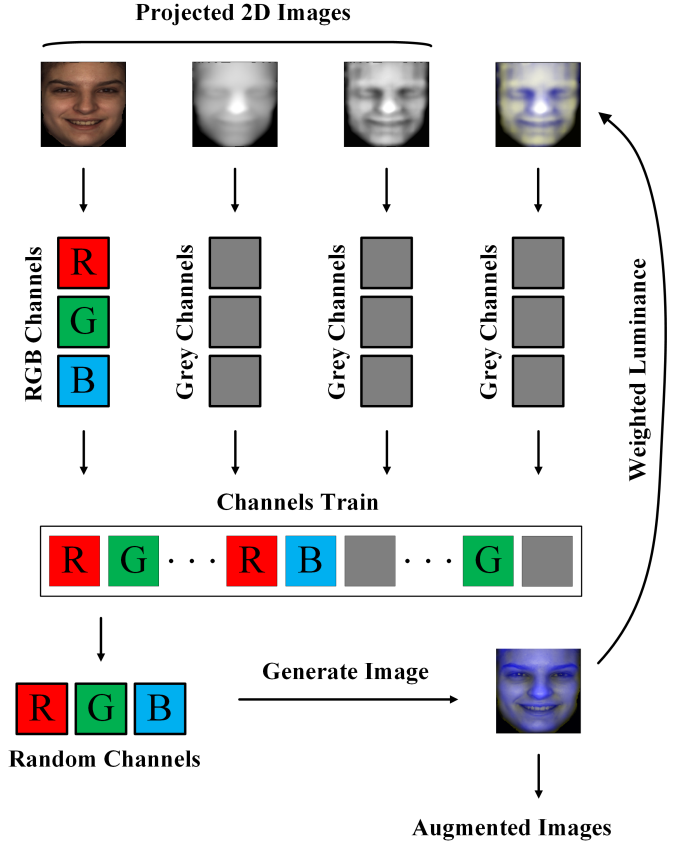 Projected 2D Images
RGB Channels
R
G
B
Grey Channels
Grey Channels
Grey Channels
Weighted Luminance
Channels Train
R G · · · R B · · · G
Generate Image
R G B
Random Channels
Augmented Images